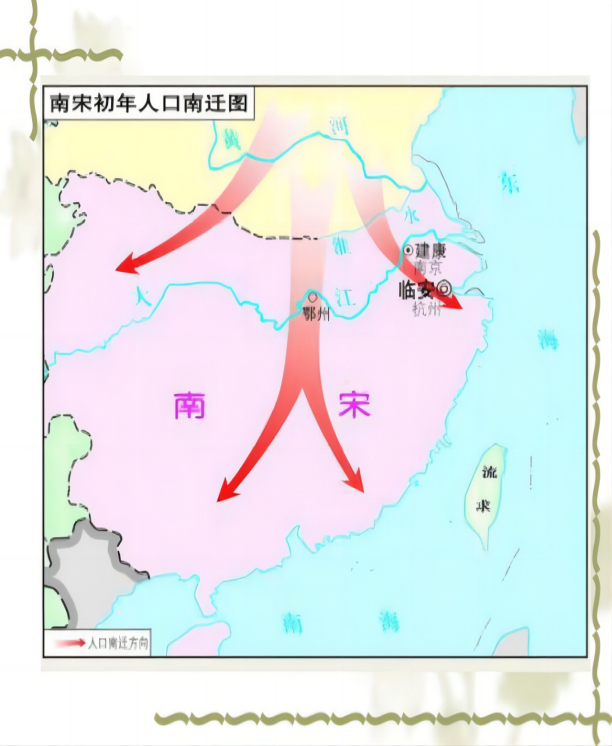 南宋初年人口南迁图
黄
河
东
水
淮
建康
南京
临安
杭州
大
江
鄂州
海
南
宋
流
求
南
海
人口南迁方向